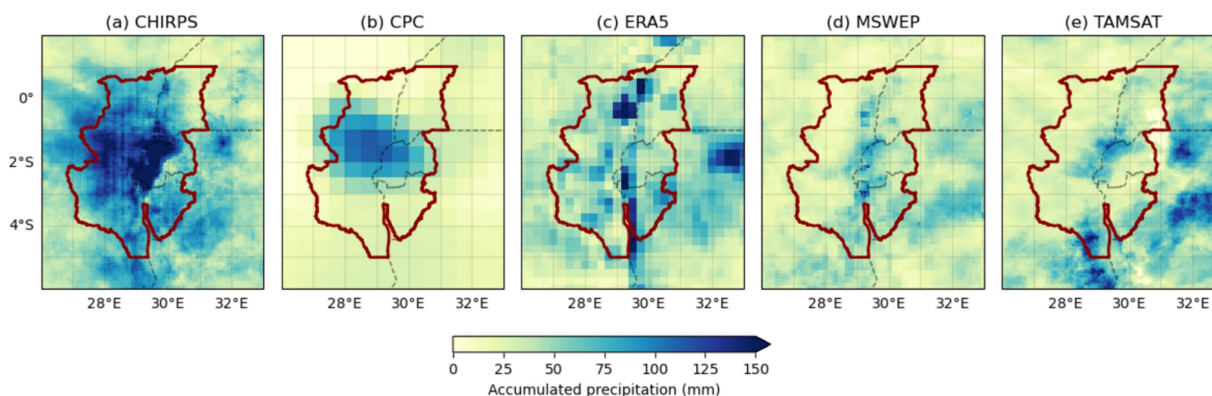 (a) CHIRPS (b) CPC (c) ERA5 (d) MSWEP (e) TAMSAT
0°
2°S
4°S
28°E 30°E 32°E 28°E 30°E 32°E 28°E 30°E 32°E 28°E 30°E 32°E 28°E 30°E 32°E
0 25 50 75 100 125 150
Accumulated precipitation (mm)